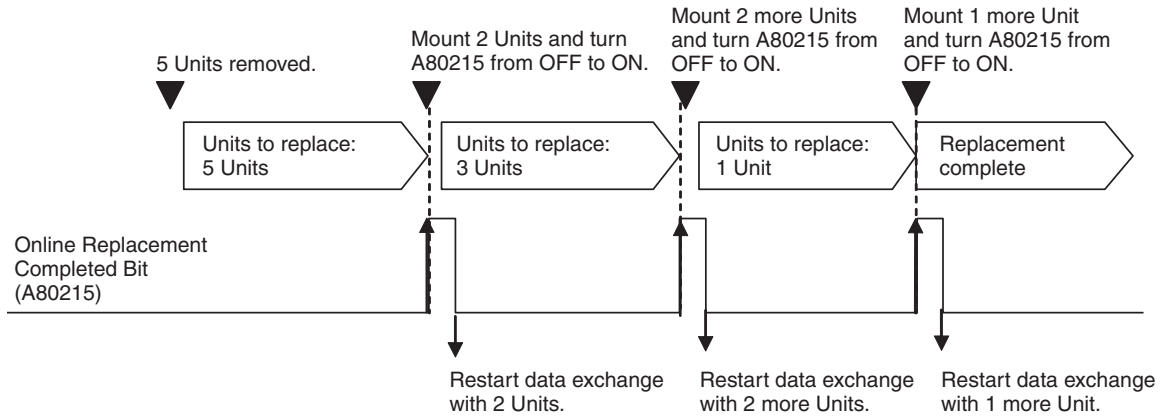 5 Units removed.
Mount 2 Units and turn
A80215 from OFF to ON.
Mount 2 more Units
and turn A80215 from
OFF to ON.
Mount 1 more Unit
and turn A80215 from
OFF to ON.
Units to replace:
5 Units
Units to replace:
3 Units
Units to replace:
1 Unit
Replacement
complete
Online Replacement
Completed Bit
(A80215)
Restart data exchange
with 2 Units.
Restart data exchange
with 2 more Units.
Restart data exchange
with 1 more Unit.